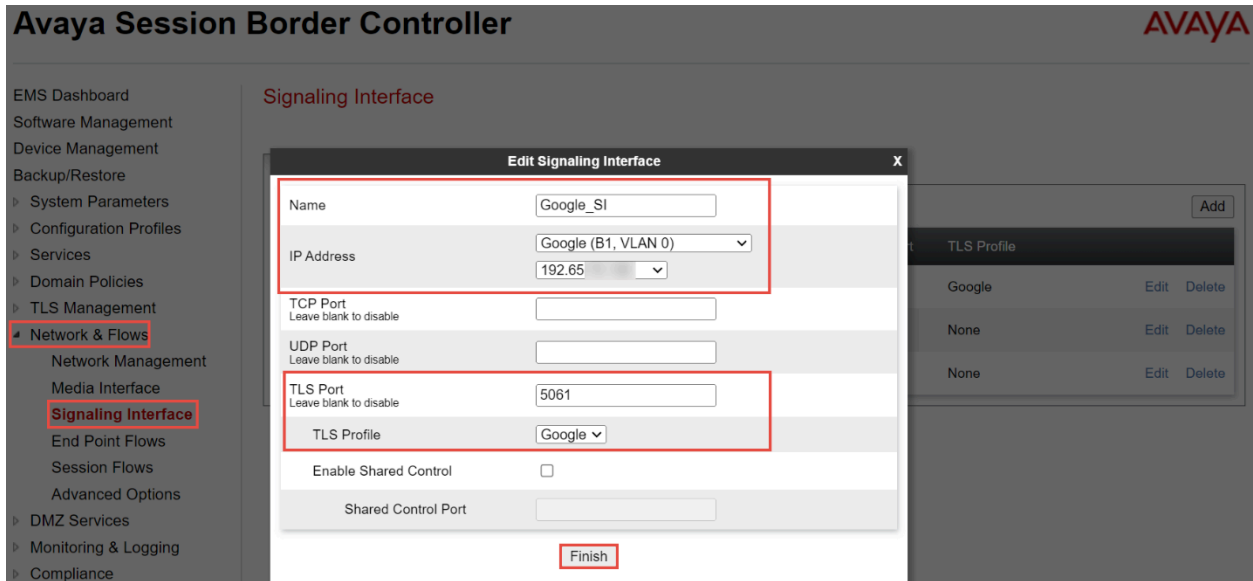 Avaya Session Border Controller
AVAYA
EMS Dashboard
Software Management
Device Management
Backup/Restore
System Parameters
Configuration Profiles
Services
Domain Policies
TLS Management
Network & Flows
Network Management
Media Interface
Signaling Interface
End Point Flows
Session Flows
Advanced Options
DMZ Services
Monitoring & Logging
Compliance
Signaling Interface
Edit Signaling Interface X
Name Google_SI
IP Address Google (B1, VLAN 0)
192.65
TCP Port
Leave blank to disable
UDP Port
Leave blank to disable
TLS Port 5061
Leave blank to disable
TLS Profile Google
Enable Shared Control
Shared Control Port
Finish
Add
TLS Profile
Google Edit Delete
None Edit Delete
None Edit Delete